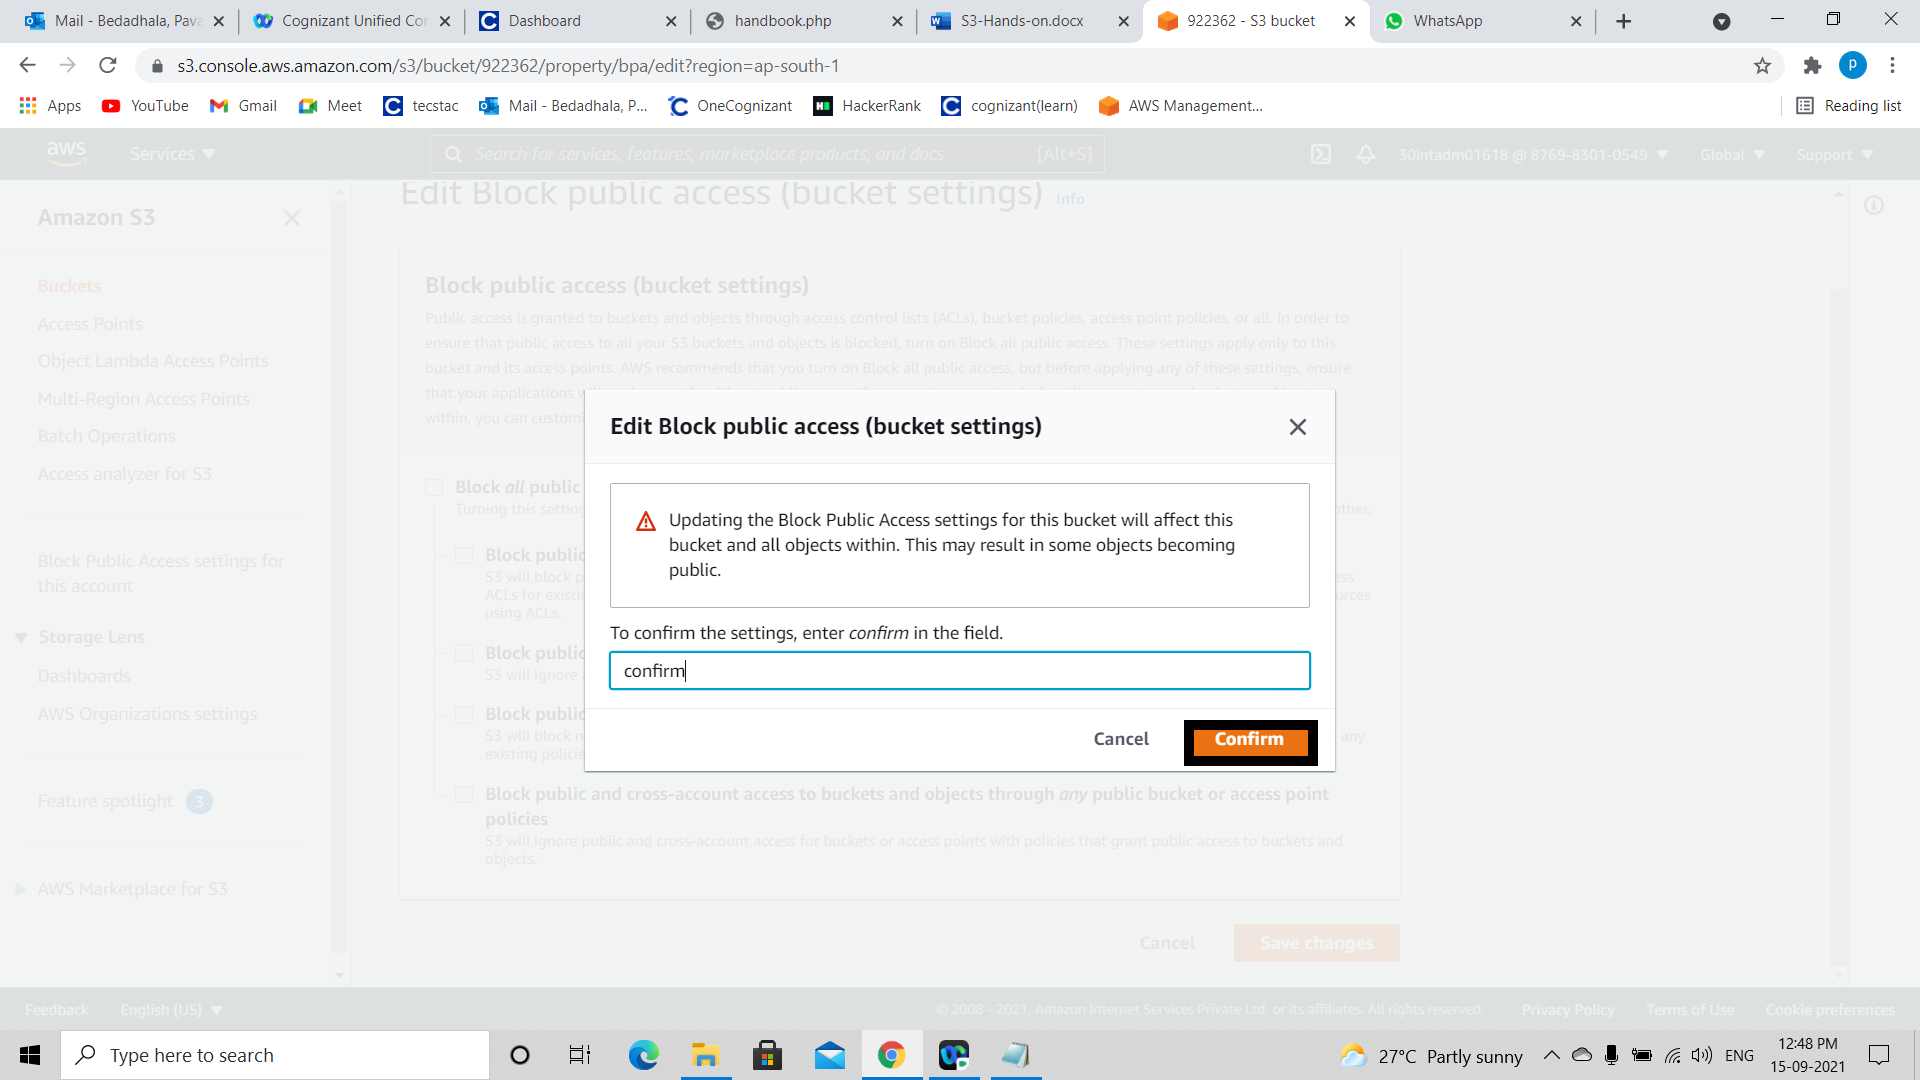 Mail - Bedadhala, Pava
Cognizant Unified Con
Dashboard
handbook.php
S3-Hands-on.docx
922362 - S3 bucket
WhatsApp
s3.console.aws.amazon.com/s3/bucket/922362/property/bpa/edit?region=ap-south-1
P
Apps
YouTube
Gmail
Meet
tecstac
Mail - Bedadhala, P...
OneCognizant
HackerRank
cognizant(learn)
AWS Management...
Reading list
aws
Services
Search for services, features, marketplace products, and docs
[Alt+S]
30intadm01618 @ 8769-8301-0549
Global
Support
Amazon S3
Buckets
Access Points
Object Lambda Access Points
Multi-Region Access Points
Batch Operations
Access analyzer for S3
Block Public Access settings for
this account
Storage Lens
Dashboards
AWS Organizations settings
Feature spotlight 3
AWS Marketplace for S3
Edit Block public access (bucket settings) Info
Block public access (bucket settings)
Public access is granted to buckets and objects through access control lists (ACLs), bucket policies, access point policies, or all. In order to
ensure that public access to all your S3 buckets and objects is blocked, turn on Block all public access. These settings apply only to this
bucket and its access points. AWS recommends that you turn on Block all public access, but before applying any of these settings, ensure
that your applications
within, you can customi
Block all public
Turning this setting
other.
Block public
S3 will block p
ACLs for existi
using ACLs.
ess
urces
Block public
S3 will ignore
Block public
S3 will block n
existing policie
any
Block public and cross-account access to buckets and objects through any public bucket or access point
policies
S3 will ignore public and cross-account access for buckets or access points with policies that grant public access to buckets and
objects.
Cancel
Save changes
Edit Block public access (bucket settings)
Updating the Block Public Access settings for this bucket will affect this
bucket and all objects within. This may result in some objects becoming
public.
To confirm the settings, enter confirm in the field.
confirm
Cancel
Confirm
Feedback
English (US)
© 2008 - 2021, Amazon Internet Services Private Ltd. or its affiliates. All rights reserved.
Privacy Policy
Terms of Use
Cookie preferences
Type here to search
27°C Partly sunny
ENG
12:48 PM
15-09-2021